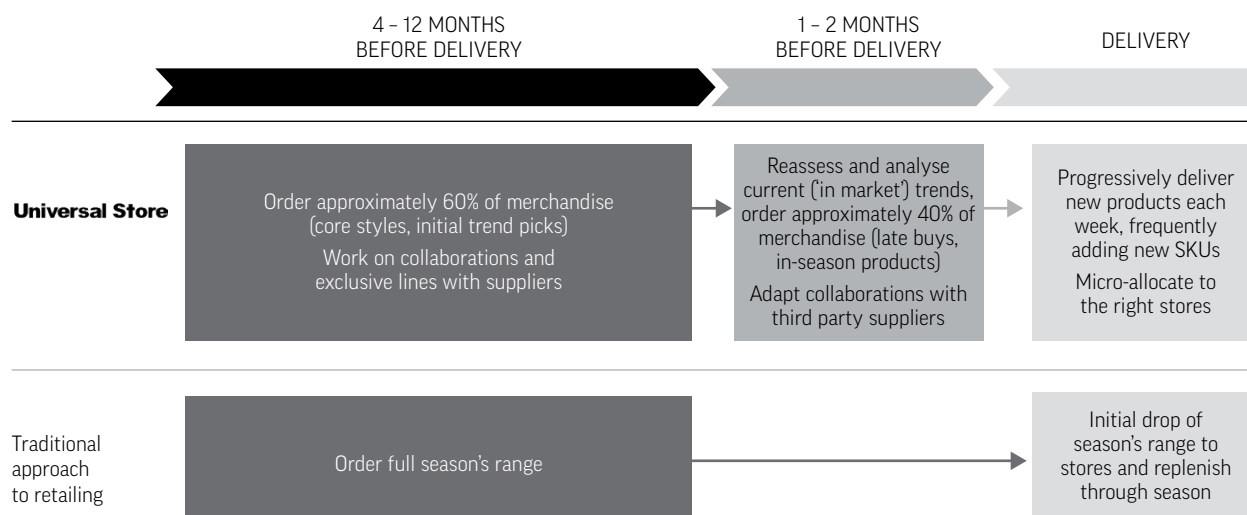 4 – 12 MONTHS
BEFORE DELIVERY
1 – 2 MONTHS
BEFORE DELIVERY
DELIVERY
Universal Store
Order approximately 60% of merchandise
(core styles, initial trend picks)
Work on collaborations and
exclusive lines with suppliers
Reassess and analyse
current (‘in market’) trends,
order approximately 40% of
merchandise (late buys,
in-season products)
Adapt collaborations with
third party suppliers
Progressively deliver
new products each
week, frequently
adding new SKUs
Micro-allocate to
the right stores
Traditional
approach
to retailing
Order full season’s range
Initial drop of
season’s range to
stores and replenish
through season